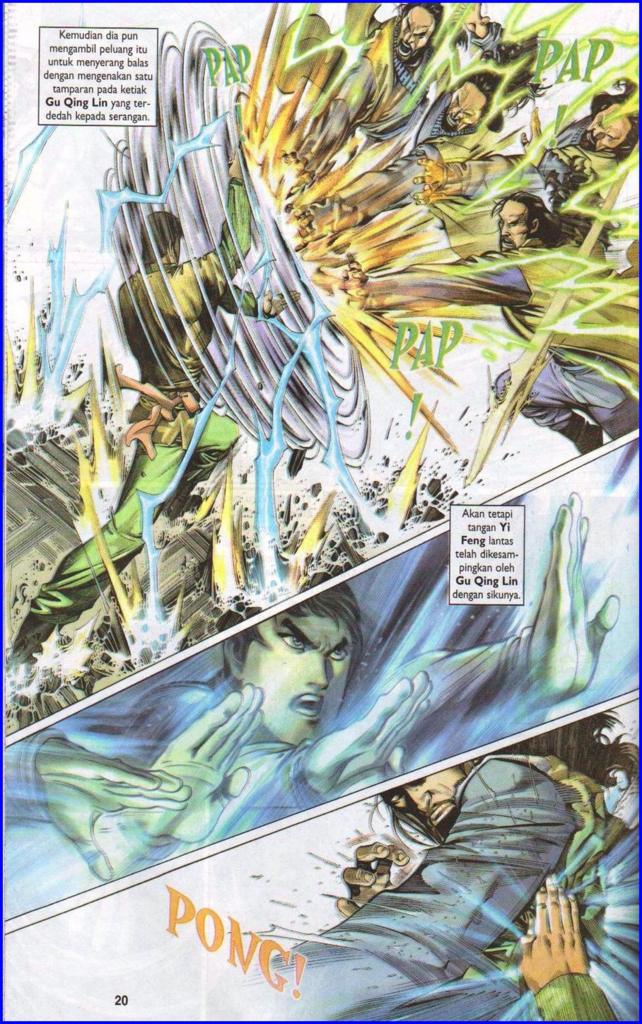 Kemudian dia pun
mengambil peluang itu
untuk menyerang balas
dengan mengenakan satu
tamparan pada ketiak
Gu Qing Lin yang ter-
dedah kepada serangan.
PAP
!
PAP
!
PAP
!
Akan tetapi
tangan Yi
Feng lantas
telah dikesam-
pingkan oleh
Gu Qing Lin
dengan sikunya.
PONG!
20